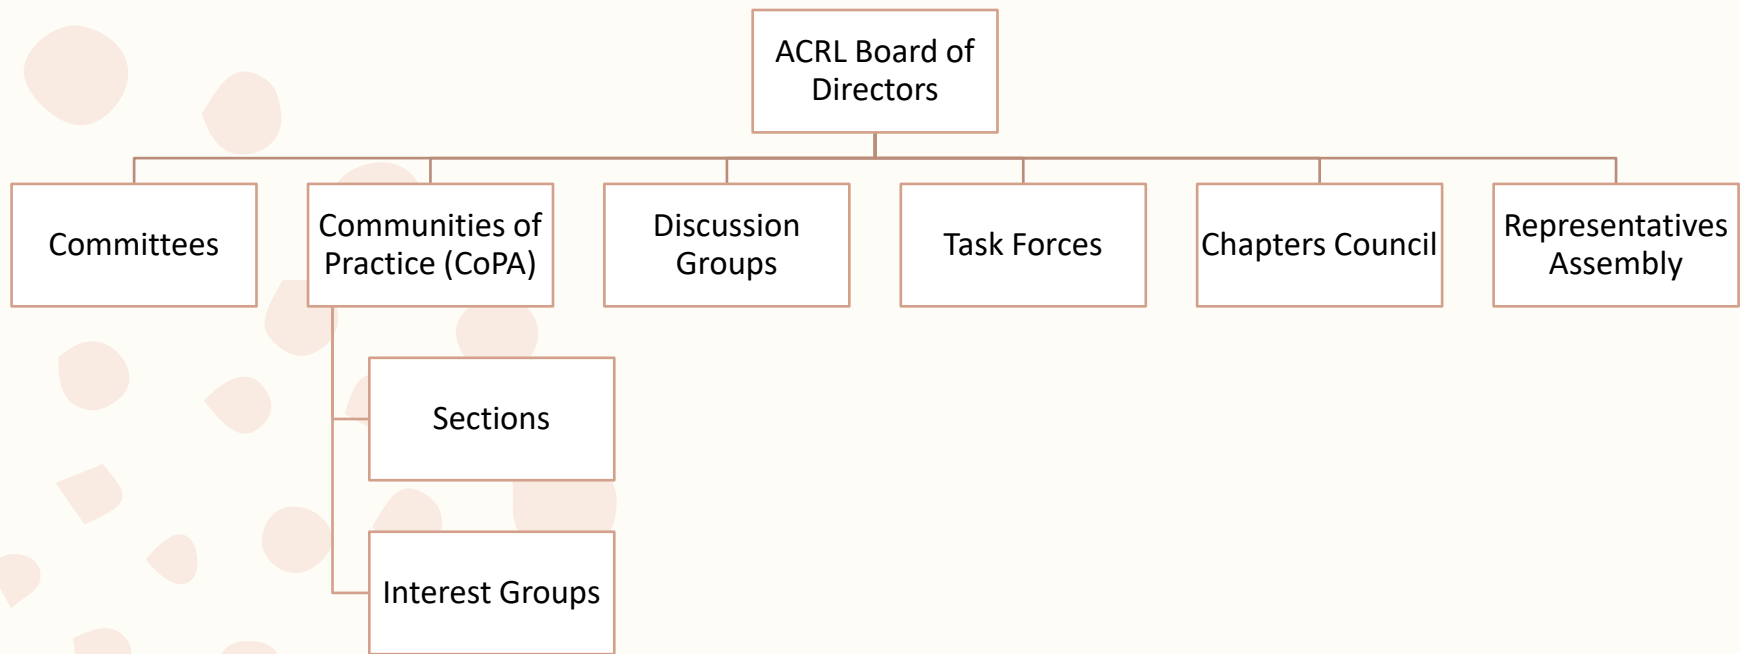 ACRL Board of
Directors
Committees
Communities of
Practice (CoPA)
Discussion
Groups
Task Forces
Chapters Council
Representatives
Assembly
Sections
Interest Groups